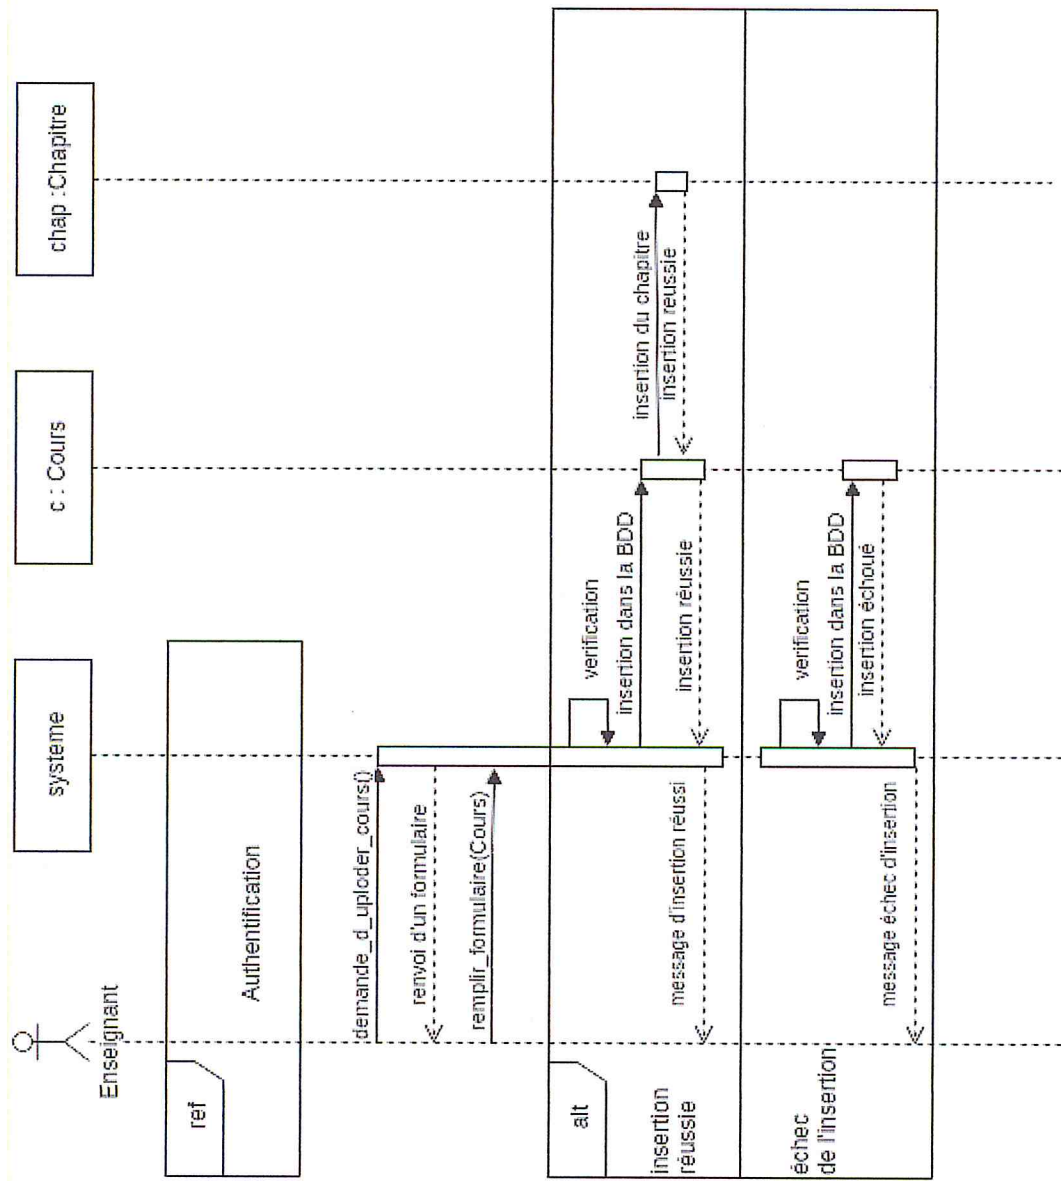 Enseignant
systeme
c : Cours
chap :Chapitre
ref
Authentification
demande_d_uploder_cours()
renvoi d'un formulaire
remplir_formulaire(Cours)
alt
insertion
réussie
verification
insertion dans la BDD
insertion du chapitre
insertion reussie
insertion réussie
message d'insertion réussi
échec
de l'insertion
verification
insertion dans la BDD
insertion échoué
message échec d'insertion